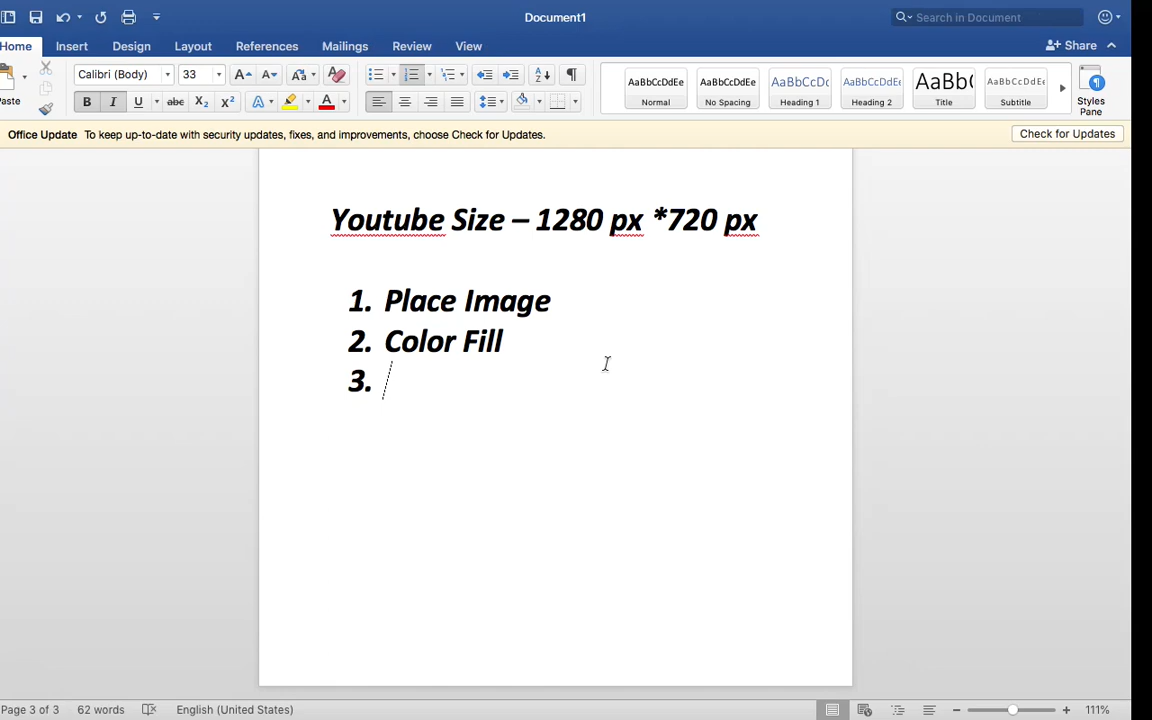 Document1
Search in Document
Home Insert Design Layout References Mailings Review View Share
Paste
Calibri (Body) 33
B I U abc X2 X2 A A
AaBbCcDdEe AaBbCcDdEe AaBbCcDc AaBbCcDdEe AaBb( AaBbCcDdEe
Normal No Spacing Heading 1 Heading 2 Title Subtitle
Styles
Pane
Office Update To keep up-to-date with security updates, fixes, and improvements, choose Check for Updates. Check for Updates
Youtube Size – 1280 px *720 px
1. Place Image
2. Color Fill
3.
Page 3 of 3 62 words English (United States) 111%